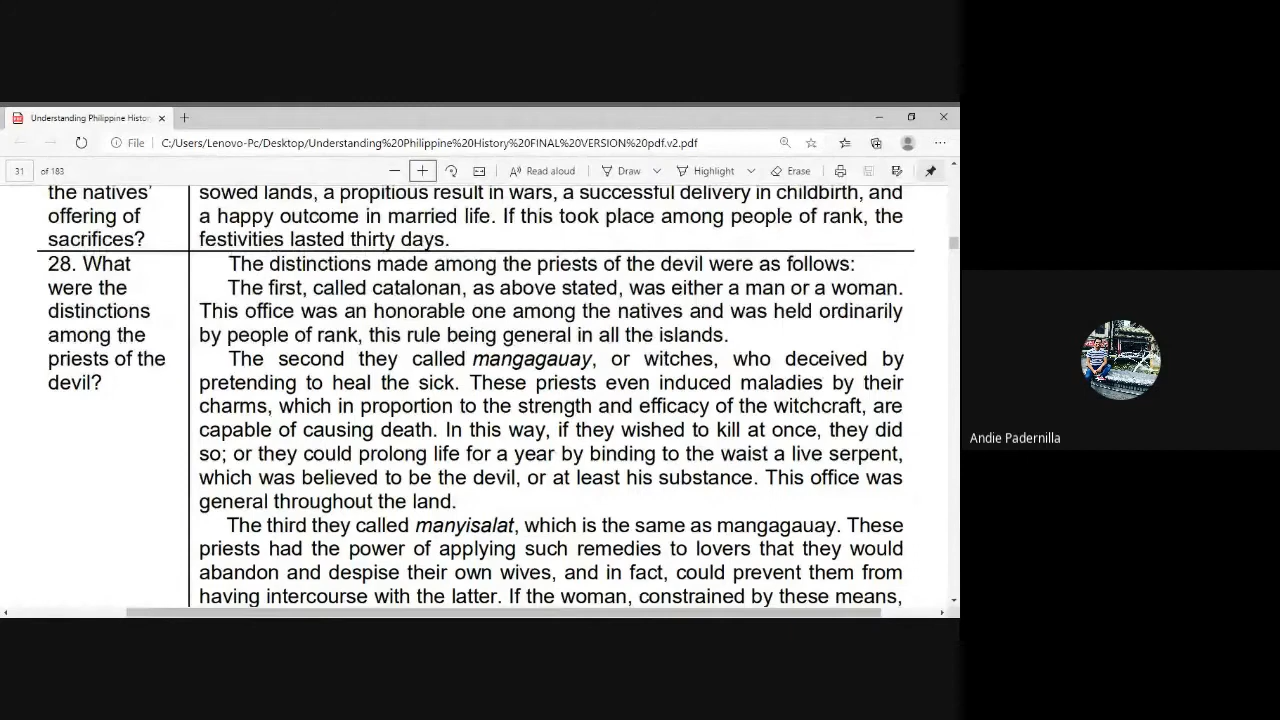 Understanding Philippine Histor
File
C:/Users/Lenovo-Pc/Desktop/Understanding%20Philippine%20History%20FINAL%20VERSION%20pdf.v2.pdf
31 of 183
Read aloud
Draw
Highlight
Erase
the natives’
offering of
sacrifices?
sowed lands, a propitious result in wars, a successful delivery in childbirth, and
a happy outcome in married life. If this took place among people of rank, the
festivities lasted thirty days.
28. What
were the
distinctions
among the
priests of the
devil?
The distinctions made among the priests of the devil were as follows:
The first, called catalonan, as above stated, was either a man or a woman.
This office was an honorable one among the natives and was held ordinarily
by people of rank, this rule being general in all the islands.
The second they called mangagauay, or witches, who deceived by
pretending to heal the sick. These priests even induced maladies by their
charms, which in proportion to the strength and efficacy of the witchcraft, are
capable of causing death. In this way, if they wished to kill at once, they did
so; or they could prolong life for a year by binding to the waist a live serpent,
which was believed to be the devil, or at least his substance. This office was
general throughout the land.
The third they called manyisalat, which is the same as mangagauay. These
priests had the power of applying such remedies to lovers that they would
abandon and despise their own wives, and in fact, could prevent them from
having intercourse with the latter. If the woman, constrained by these means,
Andie Padernilla